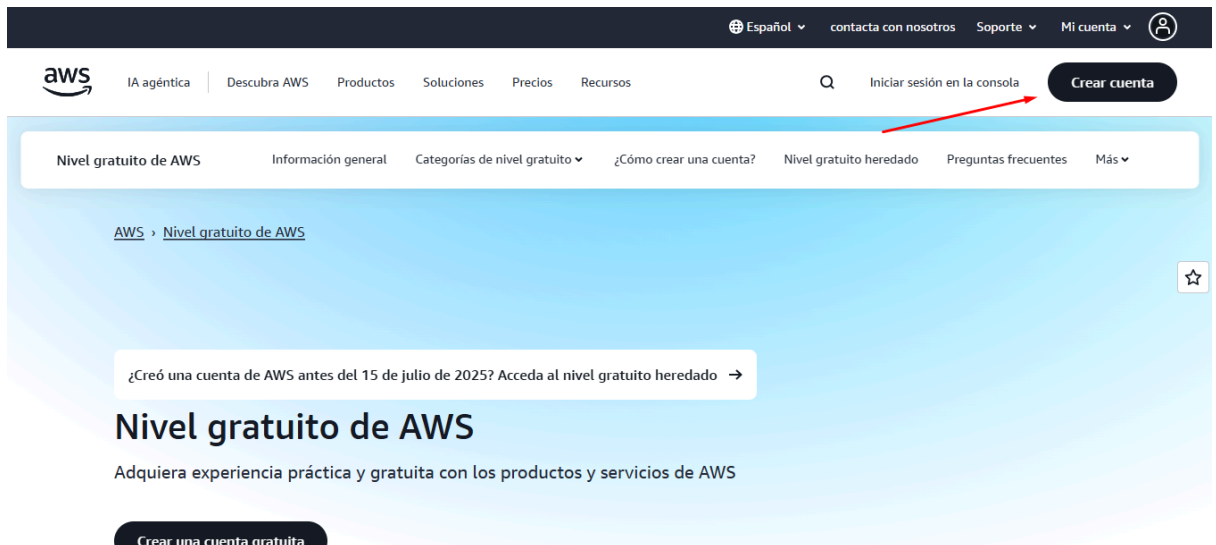 Español contacta con nosotros Soporte Mi cuenta
aws IA agéntica Descubra AWS Productos Soluciones Precios Recursos Iniciar sesión en la consola Crear cuenta
Nivel gratuito de AWS Información general Categorías de nivel gratuito ¿Cómo crear una cuenta? Nivel gratuito heredado Preguntas frecuentes Más
AWS › Nivel gratuito de AWS
¿Creó una cuenta de AWS antes del 15 de julio de 2025? Acceda al nivel gratuito heredado →
Nivel gratuito de AWS
Adquiera experiencia práctica y gratuita con los productos y servicios de AWS
Crear una cuenta gratuita